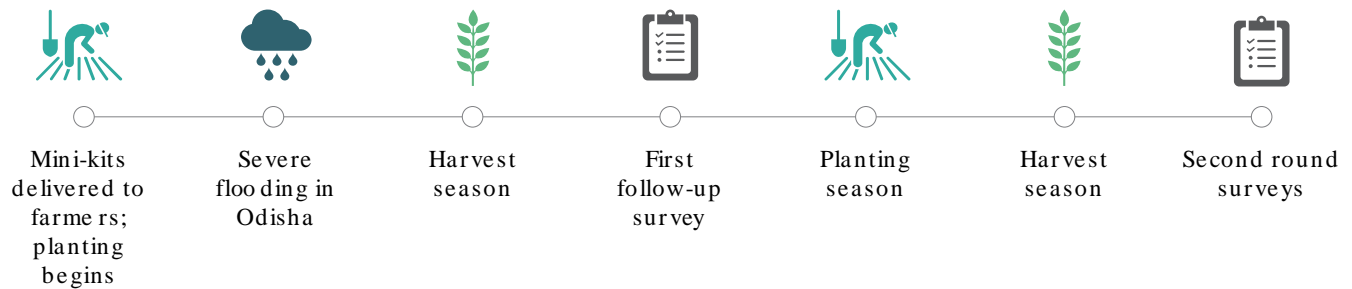 Mini-kits
delivered to
farmers;
planting
begins
Severe
flooding in
Odisha
Harvest
season
First
follow-up
survey
Planting
season
Harvest
season
Second round
surveys